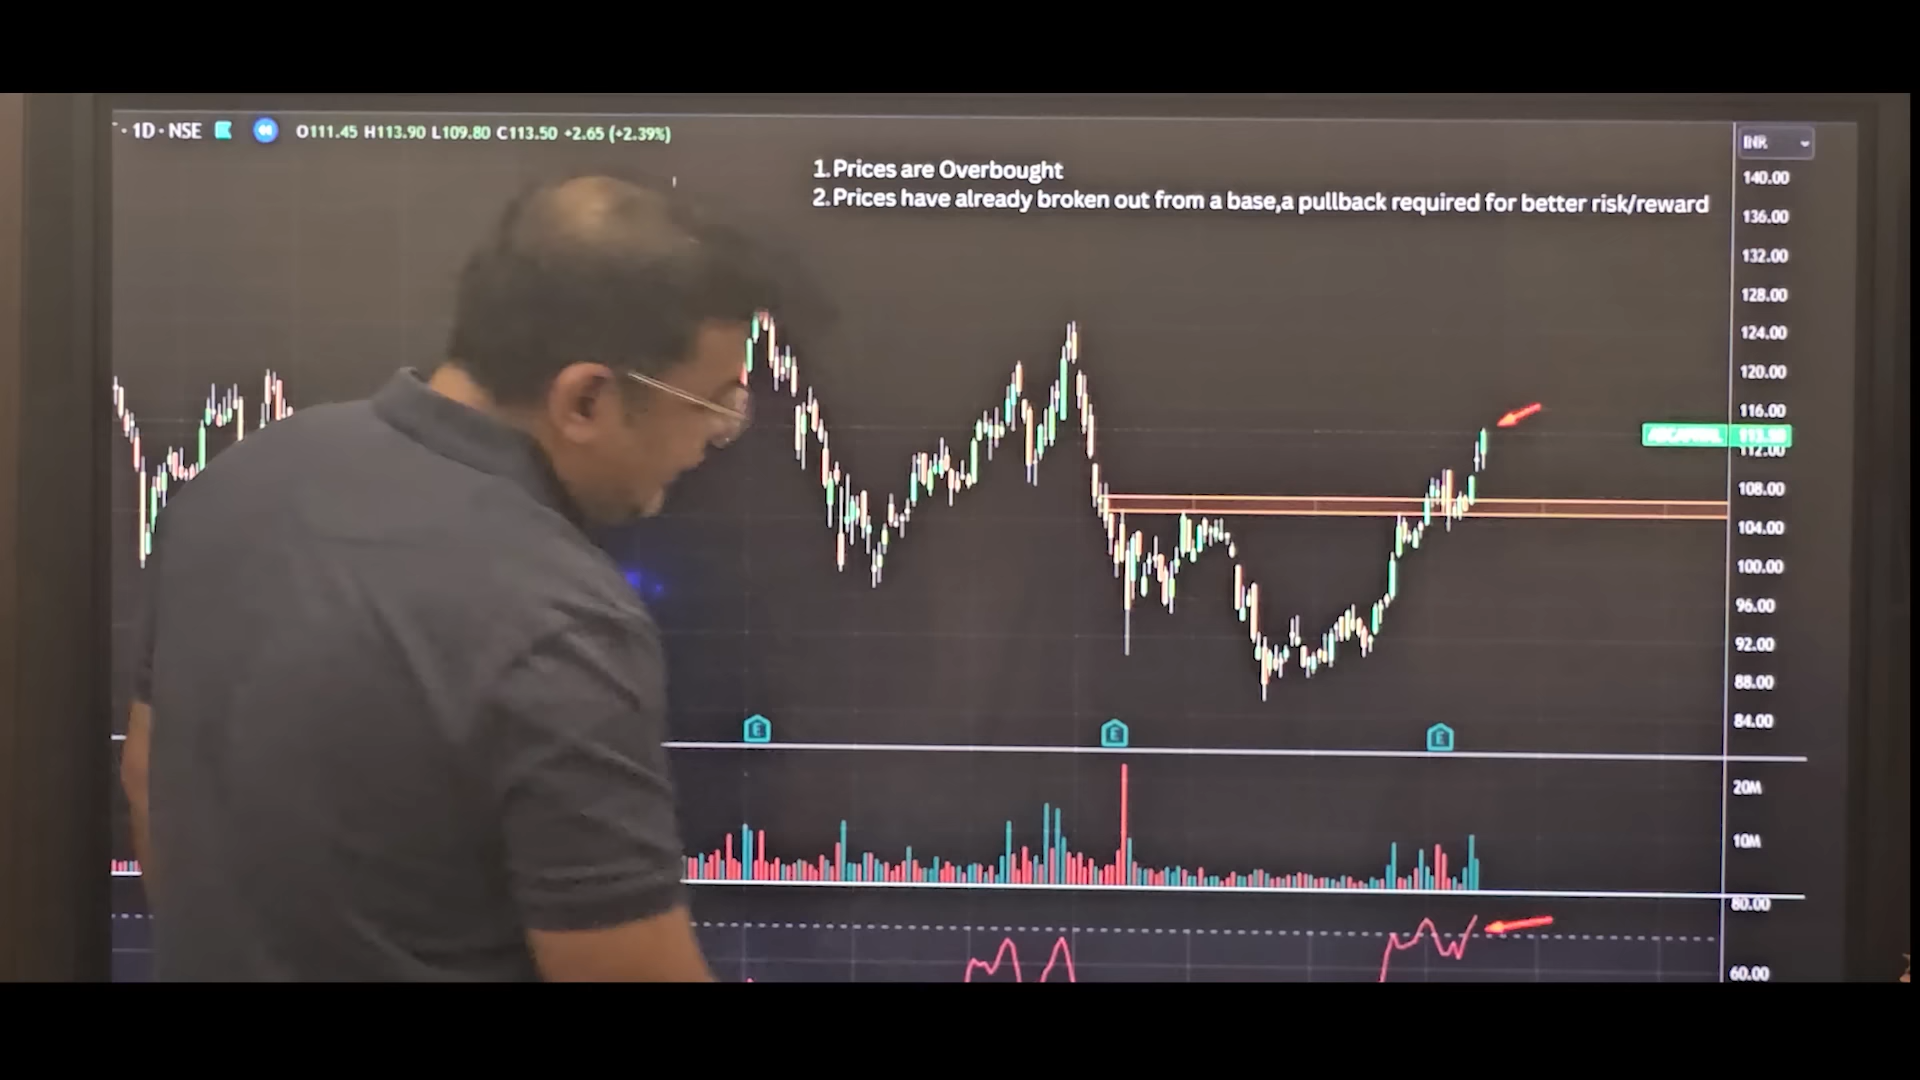 1D · NSE O111.45 H113.90 L109.80 C113.50 +2.65 (+2.39%)
INR
1. Prices are Overbought
2. Prices have already broken out from a base,a pullback required for better risk/reward
140.00
136.00
132.00
128.00
124.00
120.00
116.00
113.50
112.00
108.00
104.00
100.00
96.00
92.00
88.00
84.00
E E E
20M
10M
80.00
60.00